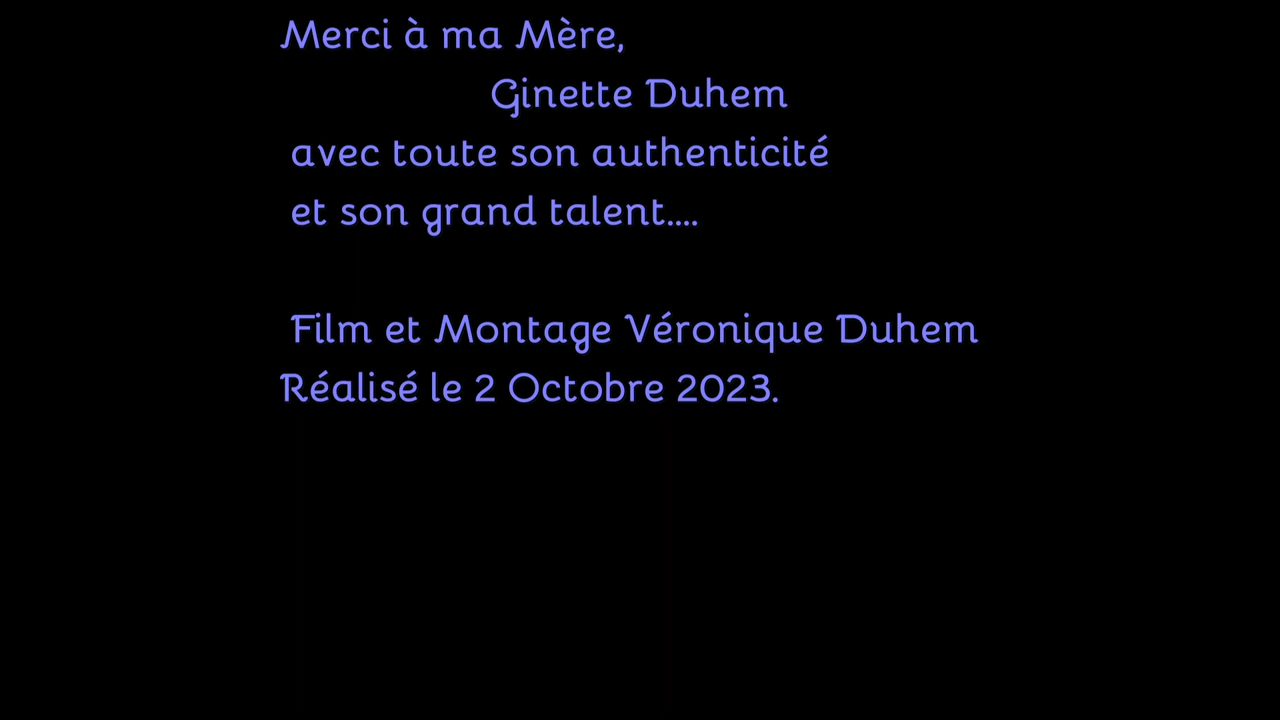 Merci à ma Mère,
Ginette Duhem
avec toute son authenticité
et son grand talent....
Film et Montage Véronique Duhem
Réalisé le 2 Octobre 2023.